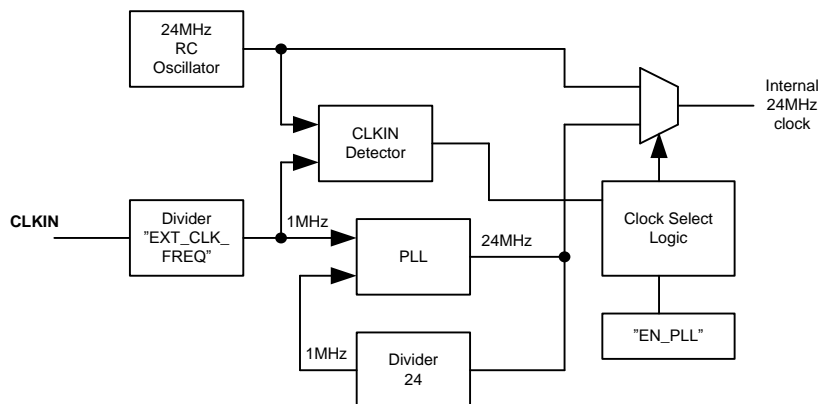 24MHz
RC
Oscillator
Internal
24MHz
clock
CLKIN
Detector
CLKIN
Divider
"EXT_CLK_
FREQ"
1MHz
PLL
24MHz
Clock Select
Logic
1MHz
Divider
24
"EN_PLL"